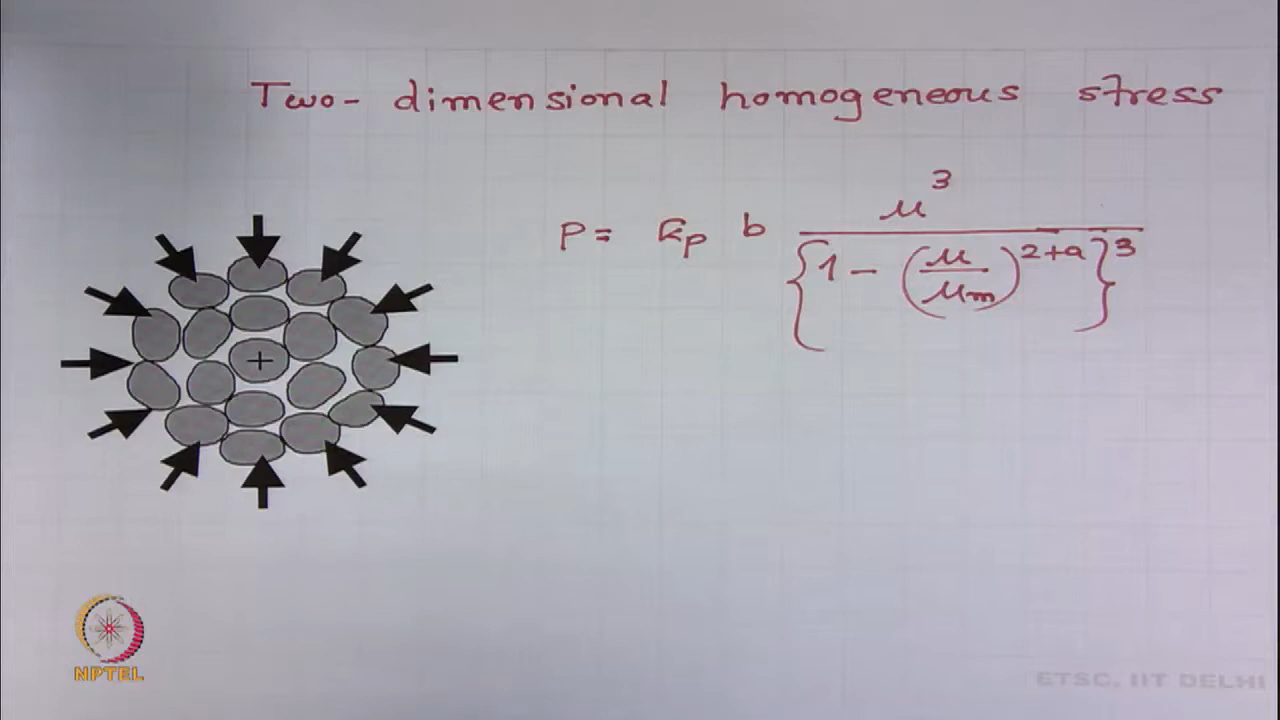 Two-dimensional homogeneous stress
P = kp b μ^3 / {1 - (μ/μm)^2+a}^3
+
NPTEL
ETSC, IIT DELHI